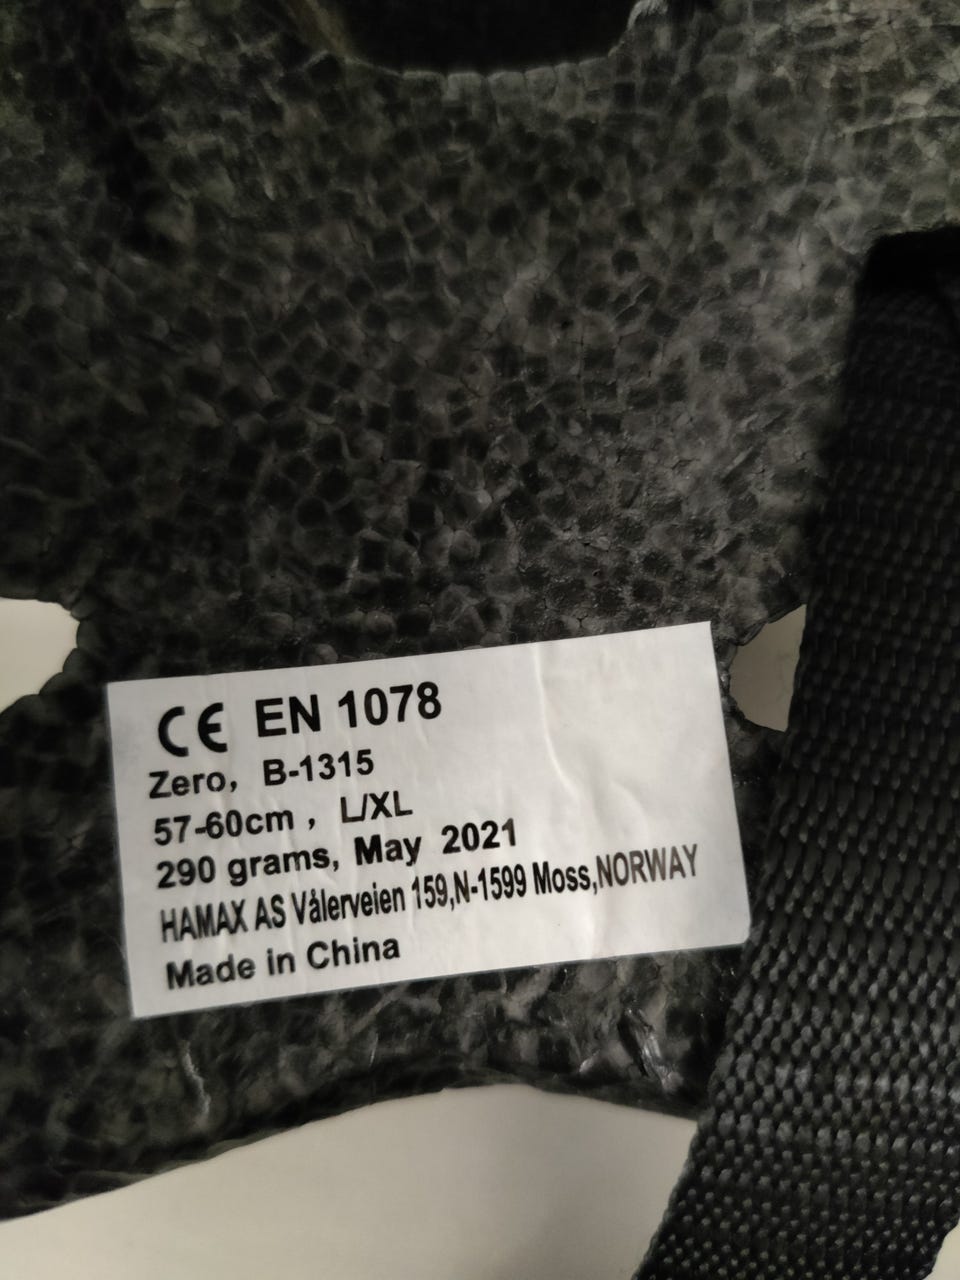 CE EN 1078
Zero, B-1315
57-60cm , L/XL
290 grams, May 2021
HAMAX AS Vålerveien 159,N-1599 Moss,NORWAY
Made in China